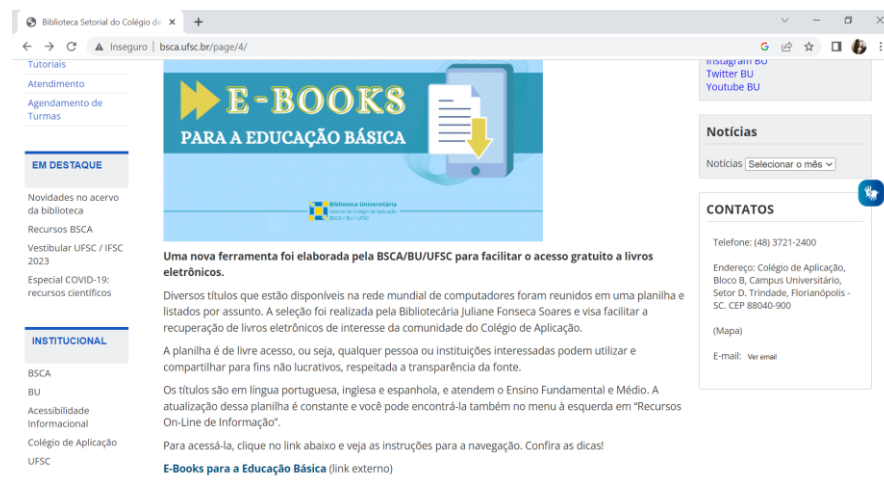 Biblioteca Setorial do Colégio do
Inseguro | bsca.ufsc.br/page/4/
Tutoriais
Atendimento
Agendamento de
Turmas
EM DESTAQUE
Novidades no acervo
da biblioteca
Recursos BSCA
Vestibular UFSC / IFSC
2023
Especial COVID-19:
recursos científicos
INSTITUCIONAL
BSCA
BU
Acessibilidade
Informacional
Colégio de Aplicação
UFSC
E-BOOKS
PARA A EDUCAÇÃO BÁSICA
Biblioteca Universitária
Setorial do Colégio de Aplicação
BSCA / BU / UFSC
Uma nova ferramenta foi elaborada pela BSCA/BU/UFSC para facilitar o acesso gratuito a livros
eletrônicos.
Diversos títulos que estão disponíveis na rede mundial de computadores foram reunidos em uma planilha e
listados por assunto. A seleção foi realizada pela Bibliotecária Juliane Fonseca Soares e visa facilitar a
recuperação de livros eletrônicos de interesse da comunidade do Colégio de Aplicação.
A planilha é de livre acesso, ou seja, qualquer pessoa ou instituições interessadas podem utilizar e
compartilhar para fins não lucrativos, respeitada a transparência da fonte.
Os títulos são em língua portuguesa, inglesa e espanhola, e atendem o Ensino Fundamental e Médio. A
atualização dessa planilha é constante e você pode encontrá-la também no menu à esquerda em “Recursos
On-Line de Informação”.
Para acessá-la, clique no link abaixo e veja as instruções para a navegação. Confira as dicas!
E-Books para a Educação Básica (link externo)
Instagram BU
Twitter BU
Youtube BU
Notícias
Notícias Selecionar o mês
CONTATOS
Telefone: (48) 3721-2400
Endereço: Colégio de Aplicação,
Bloco B, Campus Universitário,
Setor D. Trindade, Florianópolis -
SC. CEP 88040-900
(Mapa)
E-mail: Ver email